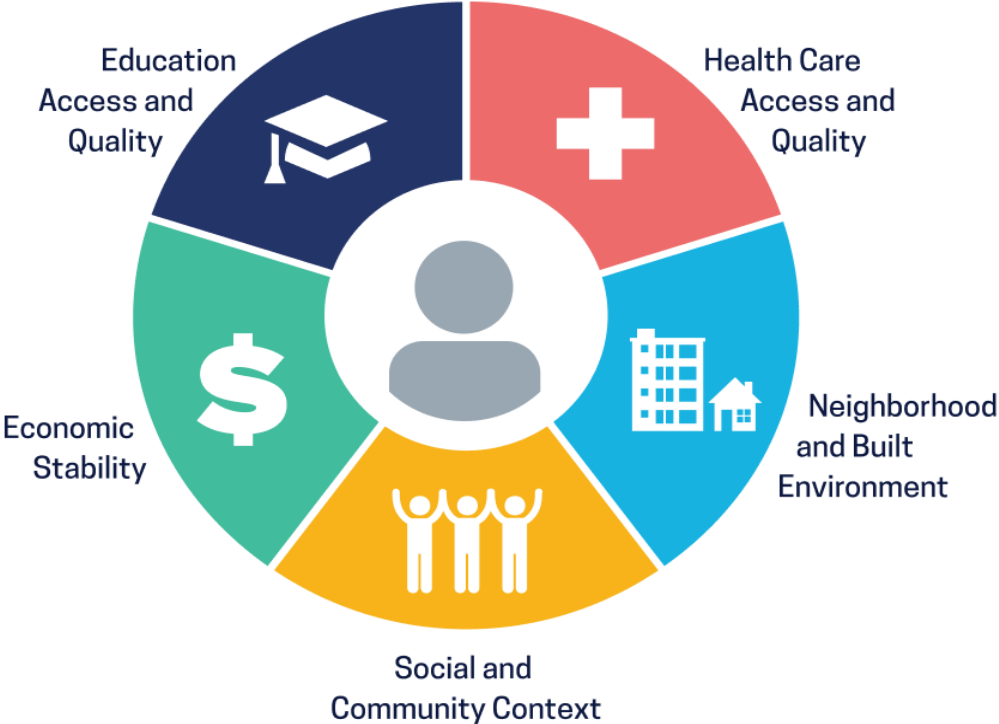 Education
Access and
Quality
Health Care
Access and
Quality
Economic
Stability
Neighborhood
and Built
Environment
Social and
Community Context